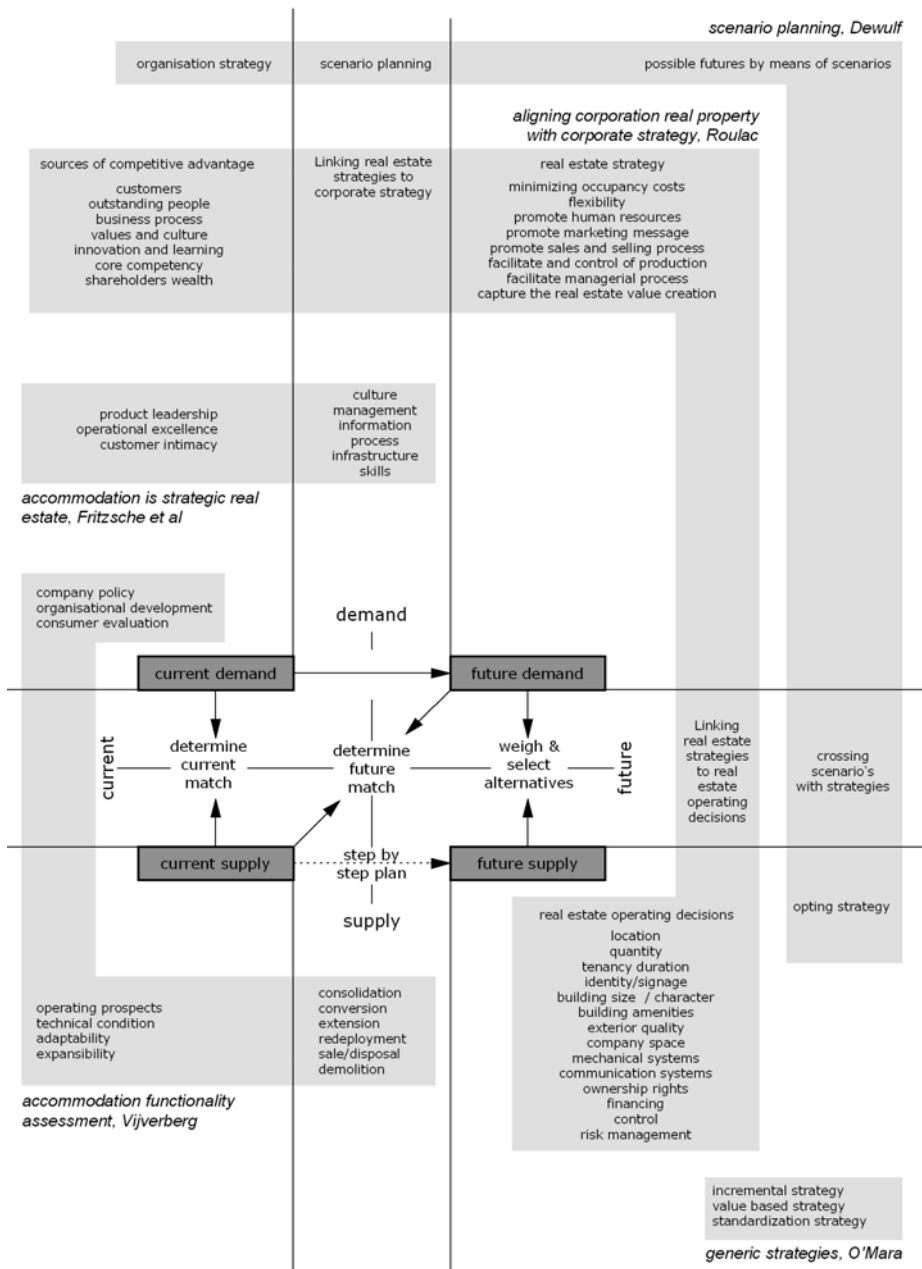 scenario planning, Dewulf
organisation strategy
scenario planning
possible futures by means of scenarios
aligning corporation real property
with corporate strategy, Roulac
sources of competitive advantage
customers
outstanding people
business process
values and culture
innovation and learning
core competency
shareholders wealth
Linking real estate
strategies to
corporate strategy
real estate strategy
minimizing occupancy costs
flexibility
promote human resources
promote marketing message
promote sales and selling process
facilitate and control of production
facilitate managerial process
capture the real estate value creation
product leadership
operational excellence
customer intimacy
culture
management
information
process
infrastructure
skills
accommodation is strategic real
estate, Fritzsche et al
company policy
organisational development
consumer evaluation
demand
current demand
future demand
current
determine
current
match
determine
future
match
weigh &
select
alternatives
future
Linking
real estate
strategies
to real
estate
operating
decisions
crossing
scenario's
with strategies
current supply
step by
step plan
future supply
supply
opting strategy
real estate operating decisions
location
quantity
tenancy duration
identity/signage
building size / character
building amenities
exterior quality
company space
mechanical systems
communication systems
ownership rights
financing
control
risk management
operating prospects
technical condition
adaptability
expansibility
consolidation
conversion
extension
redeployment
sale/disposal
demolition
accommodation functionality
assessment, Vijverberg
incremental strategy
value based strategy
standardization strategy
generic strategies, O'Mara